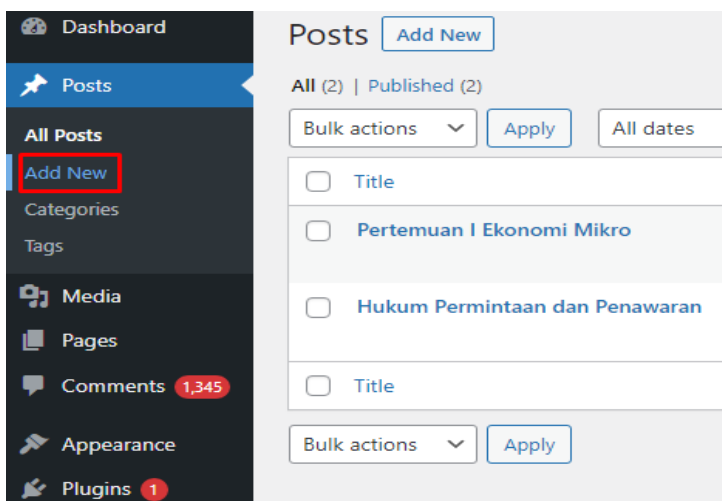 Dashboard
Posts
All Posts
Add New
Categories
Tags
Media
Pages
Comments 1,345
Appearance
Plugins 1
Posts Add New
All (2) | Published (2)
Bulk actions Apply All dates
Title
Pertemuan I Ekonomi Mikro
Hukum Permintaan dan Penawaran
Title
Bulk actions Apply